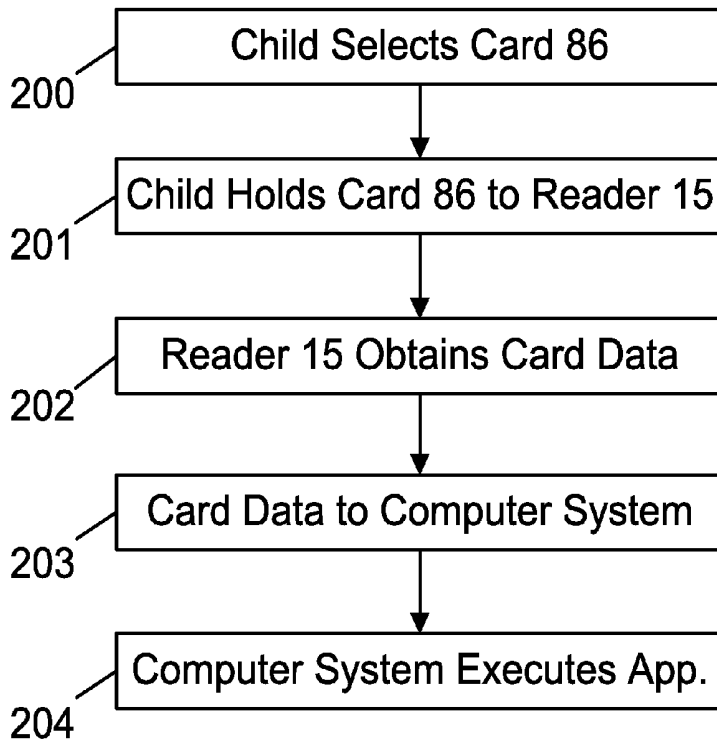 Child Selects Card 86
200
Child Holds Card 86 to Reader 15
201
Reader 15 Obtains Card Data
202
Card Data to Computer System
203
Computer System Executes App.
204